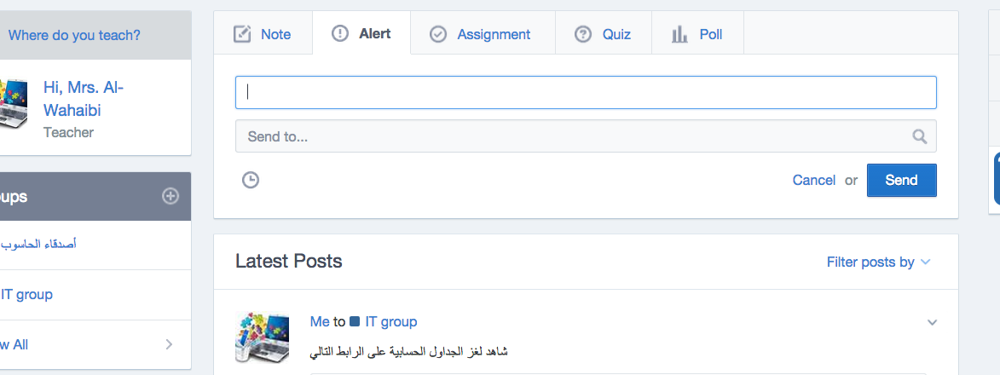 Where do you teach?
Hi, Mrs. Al-
Wahaibi
Teacher
ups
أصدقاء الحاسوب
IT group
w All
Note
Alert
Assignment
Quiz
Poll
Send to...
Cancel or Send
Latest Posts
Filter posts by
Me to IT group
شاهد لغز الجداول الحسابية على الرابط التالي